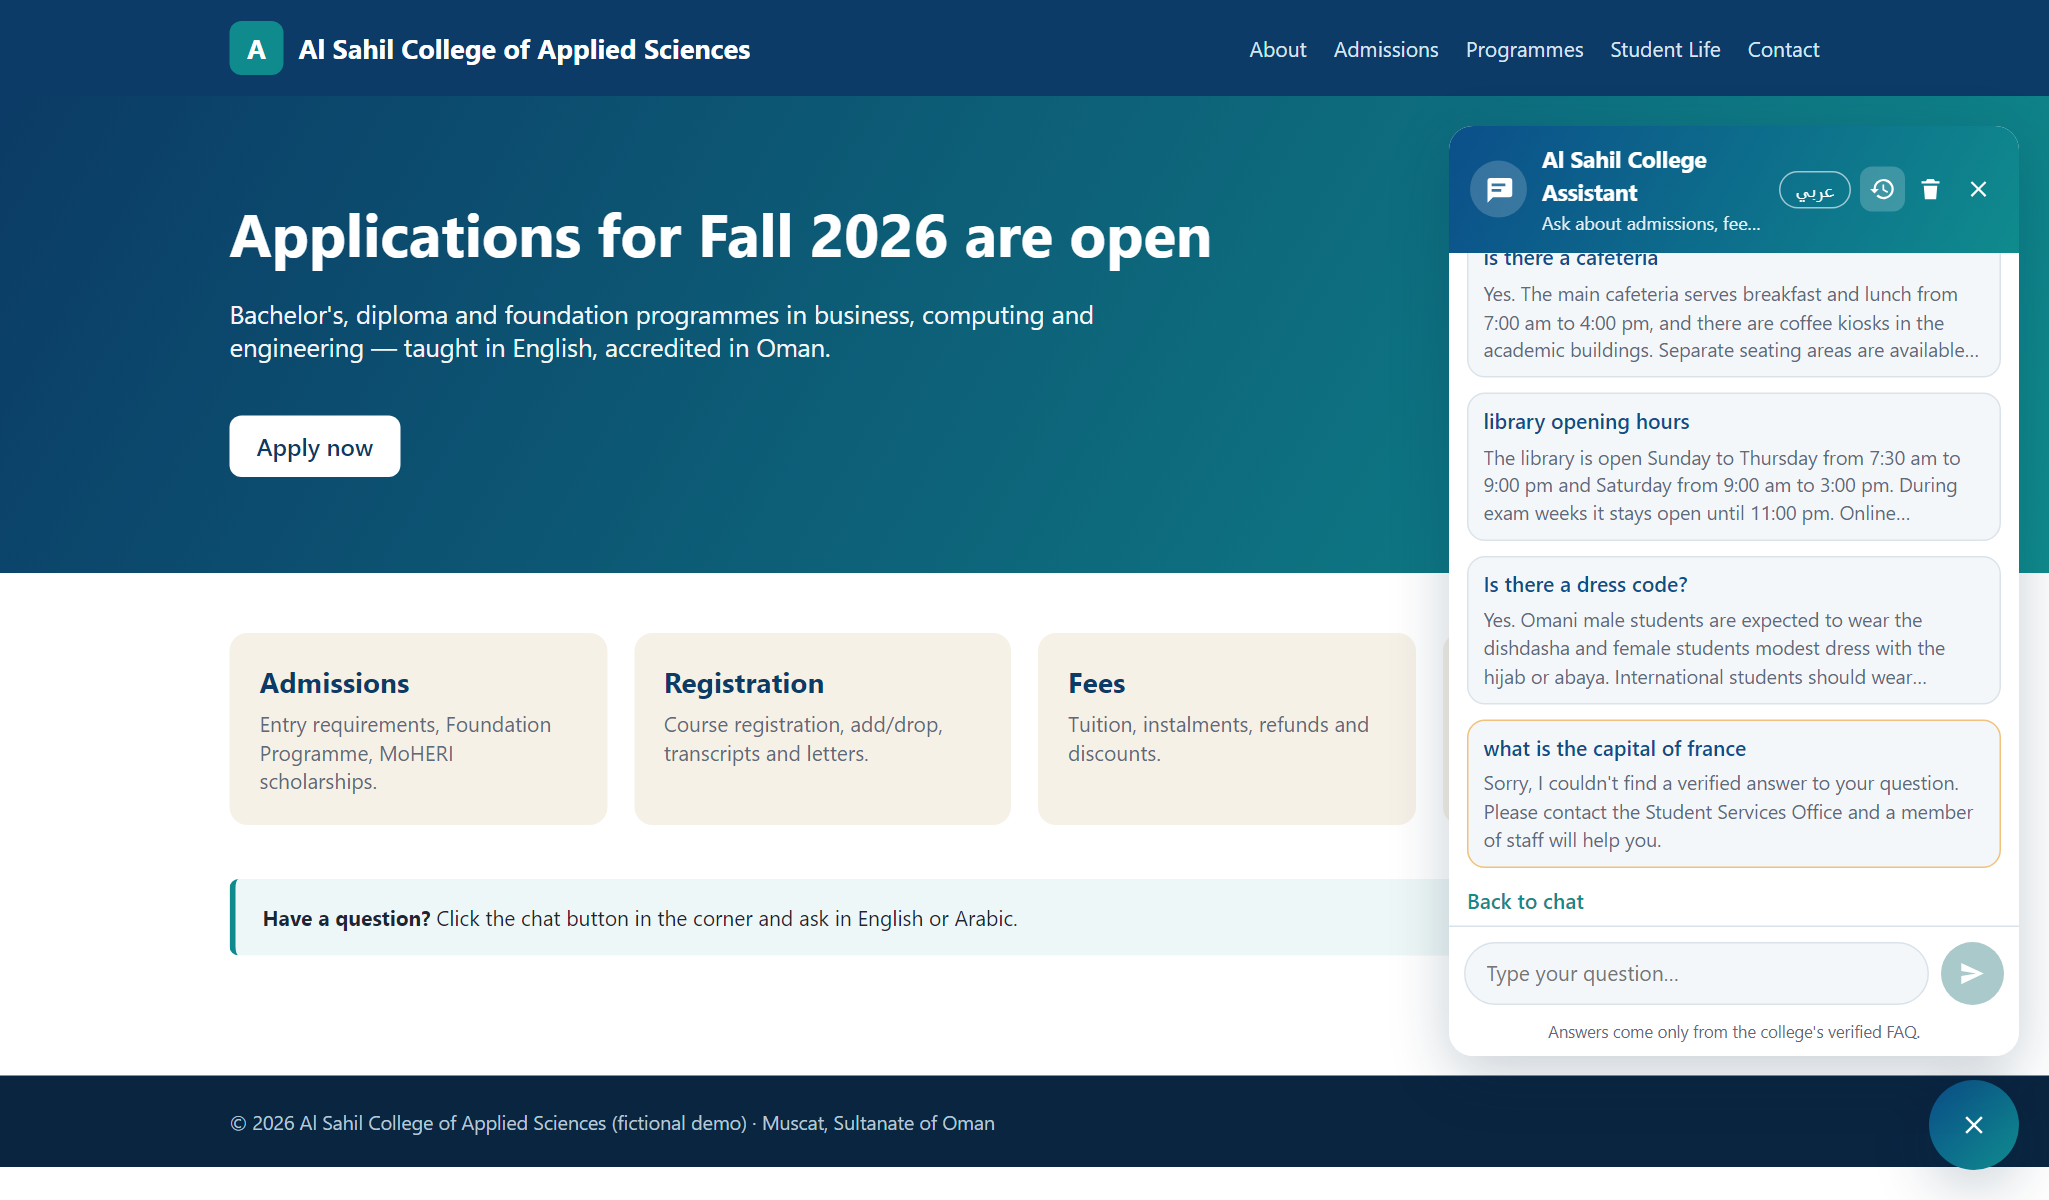 A
Al Sahil College of Applied Sciences
About Admissions Programmes Student Life Contact
Applications for Fall 2026 are open
Bachelor's, diploma and foundation programmes in business, computing and
engineering — taught in English, accredited in Oman.
Apply now
Admissions
Entry requirements, Foundation
Programme, MoHERI
scholarships.
Registration
Course registration, add/drop,
transcripts and letters.
Fees
Tuition, instalments, refunds and
discounts.
Have a question? Click the chat button in the corner and ask in English or Arabic.
© 2026 Al Sahil College of Applied Sciences (fictional demo) · Muscat, Sultanate of Oman
Al Sahil College
Assistant
Ask about admissions, fee...
عربي
is there a cafeteria
Yes. The main cafeteria serves breakfast and lunch from
7:00 am to 4:00 pm, and there are coffee kiosks in the
academic buildings. Separate seating areas are available...
library opening hours
The library is open Sunday to Thursday from 7:30 am to
9:00 pm and Saturday from 9:00 am to 3:00 pm. During
exam weeks it stays open until 11:00 pm. Online...
Is there a dress code?
Yes. Omani male students are expected to wear the
dishdasha and female students modest dress with the
hijab or abaya. International students should wear...
what is the capital of france
Sorry, I couldn't find a verified answer to your question.
Please contact the Student Services Office and a member
of staff will help you.
Back to chat
Type your question...
Answers come only from the college's verified FAQ.